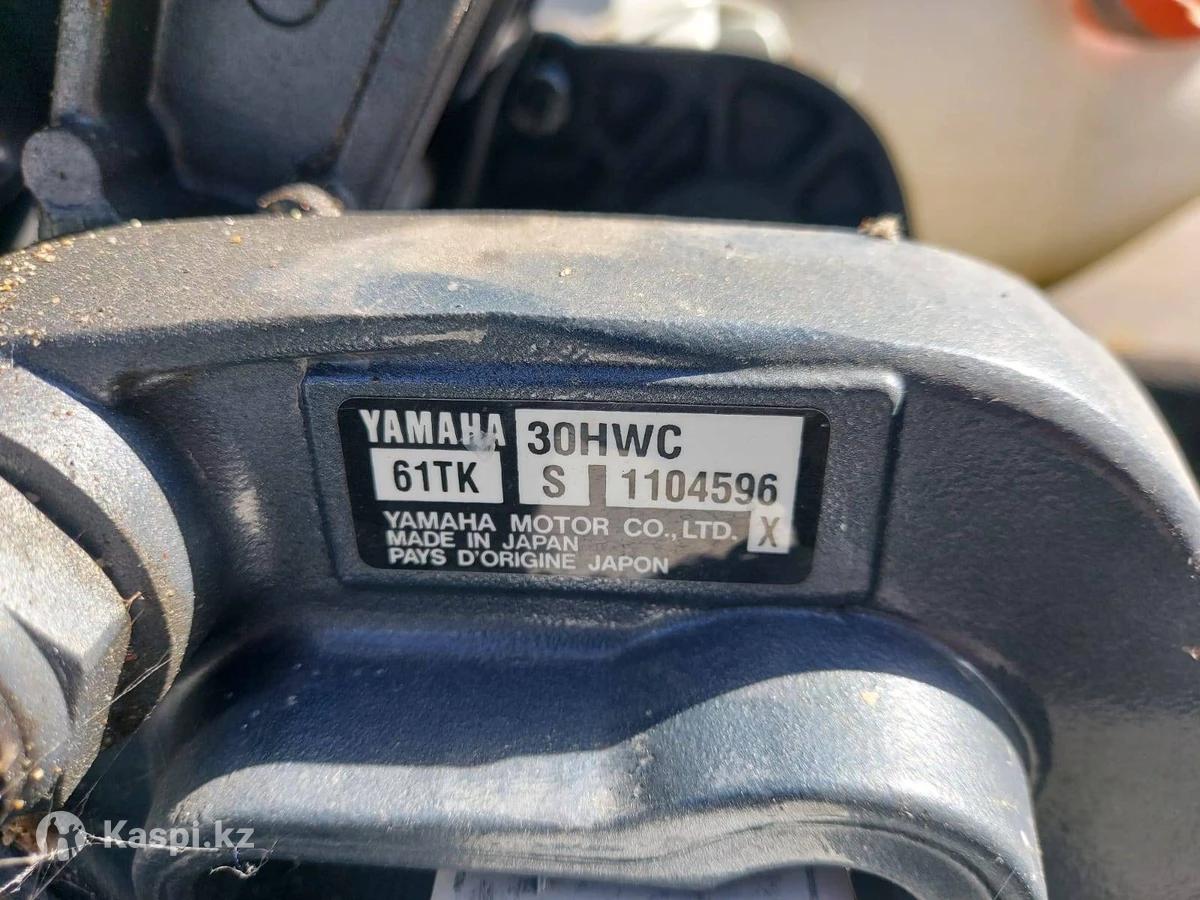 YAMAHA 30HWC
61TK S 1104596
YAMAHA MOTOR CO., LTD. X
MADE IN JAPAN
PAYS D'ORIGINE JAPON
Kaspi.kz